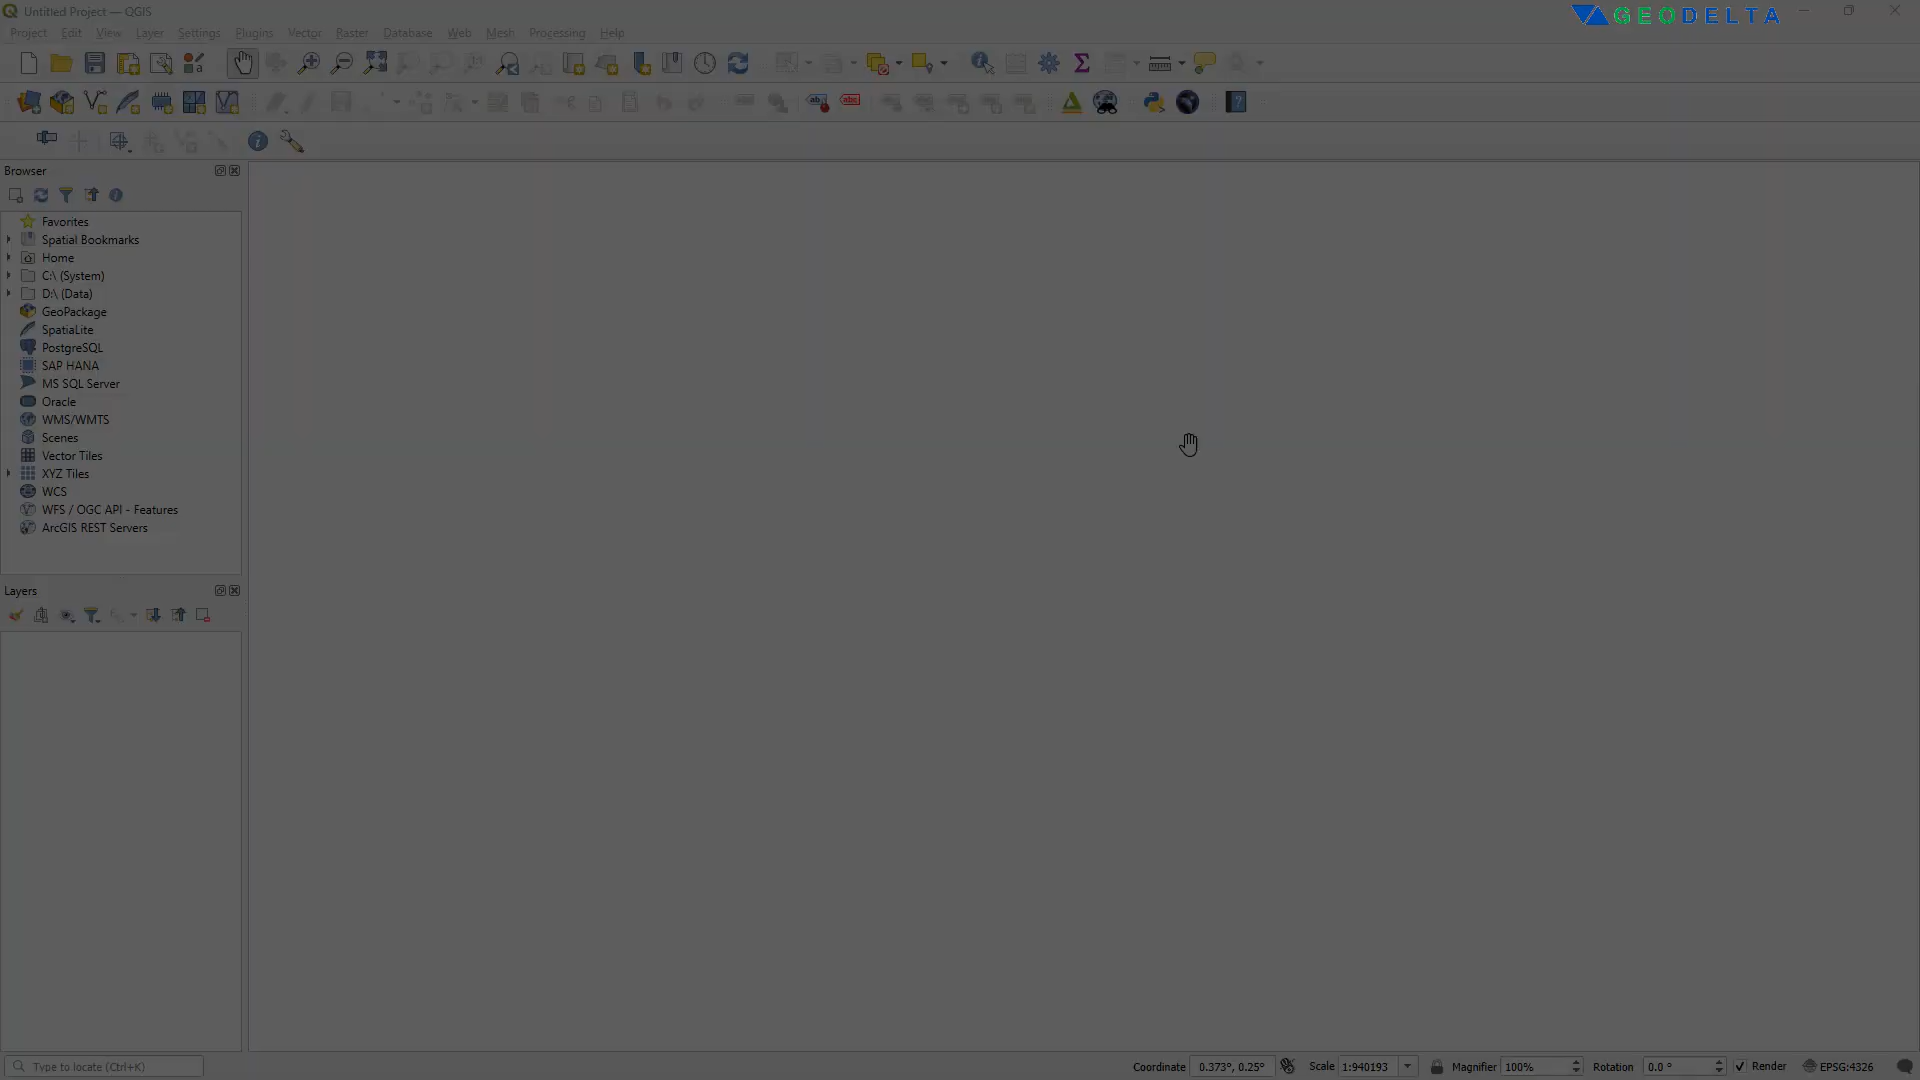 Untitled Project — QGIS
GEODELTA
Project Edit View Layer Settings Plugins Vector Raster Database Web Mesh Processing Help
Browser
Favorites
Spatial Bookmarks
Home
C:\ (System)
D:\ (Data)
GeoPackage
SpatiaLite
PostgreSQL
SAP HANA
MS SQL Server
Oracle
WMS/WMTS
Scenes
Vector Tiles
XYZ Tiles
WCS
WFS / OGC API - Features
ArcGIS REST Servers
Layers
Type to locate (Ctrl+K)
Coordinate 0.373°, 0.25° Scale 1:940193 Magnifier 100% Rotation 0.0 ° Render EPSG:4326